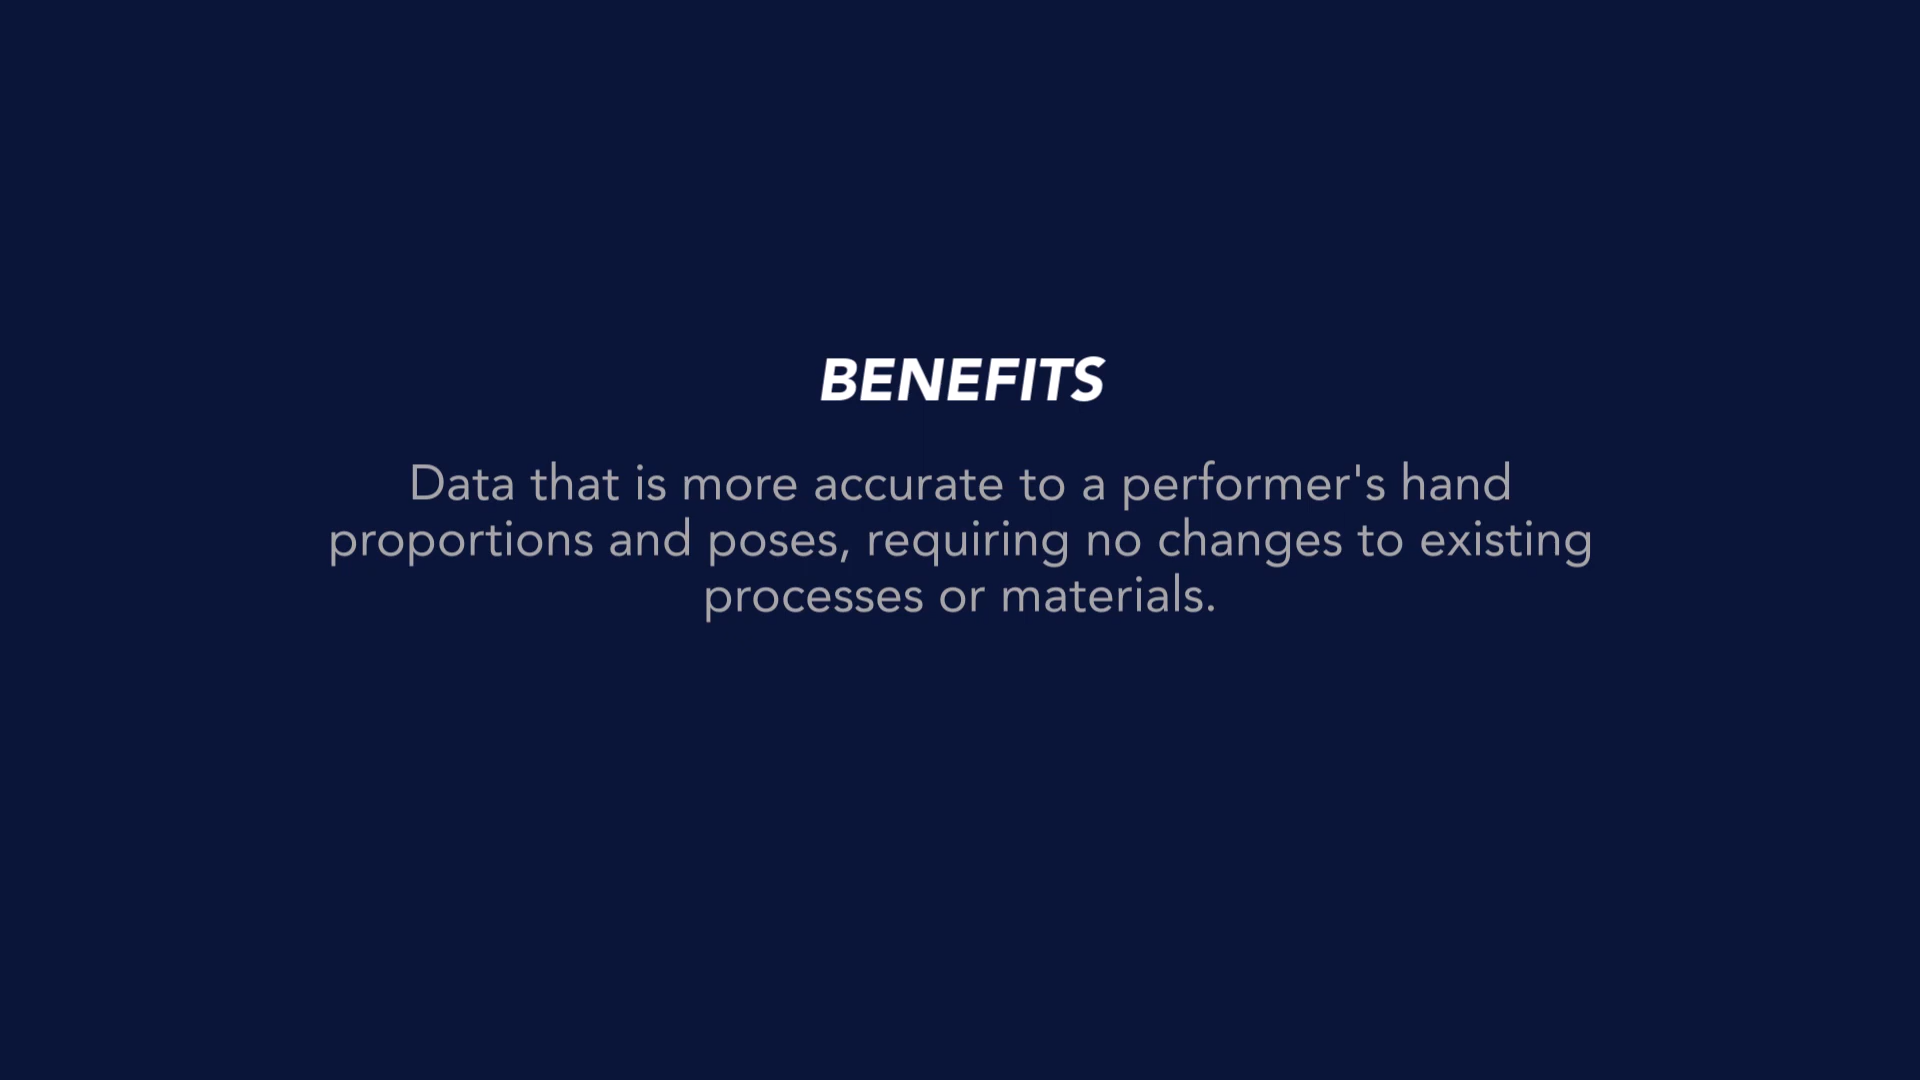 BENEFITS
Data that is more accurate to a performer's hand
proportions and poses, requiring no changes to existing
processes or materials.